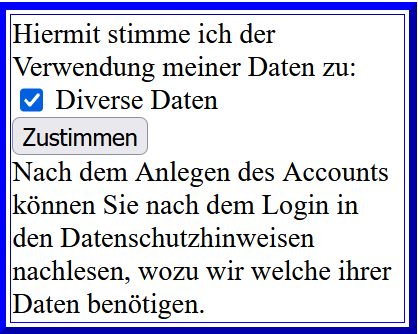 Hiermit stimme ich der
Verwendung meiner Daten zu:
Diverse Daten
Zustimmen
Nach dem Anlegen des Accounts
können Sie nach dem Login in
den Datenschutzhinweisen
nachlesen, wozu wir welche ihrer
Daten benötigen.